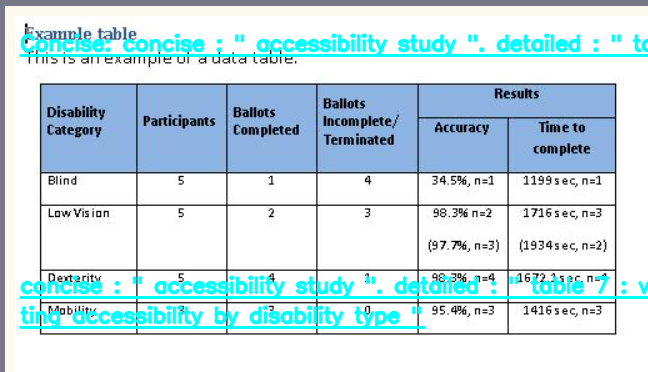 Example table
Concise: concise : " accessibility study ". detailed : " ta
This is an example of a data table.
Results
Disability Category Participants Ballots Completed Ballots Incomplete/ Terminated Accuracy Time to complete
Blind 5 1 4 34.5%, n=1 1199 sec, n=1
Low Vision 5 2 3 98.3% n=2 1716 sec, n=3
(97.7%, n=3) (1934 sec, n=2)
Dexterity 5 4 1 98.3%, n=4 1672.1 sec, n=4
concise : " accessibility study ". detailed : " table 7 : v
Mobility 0 95.4%, n=3 1416 sec, n=3
ting accessibility by disability type "